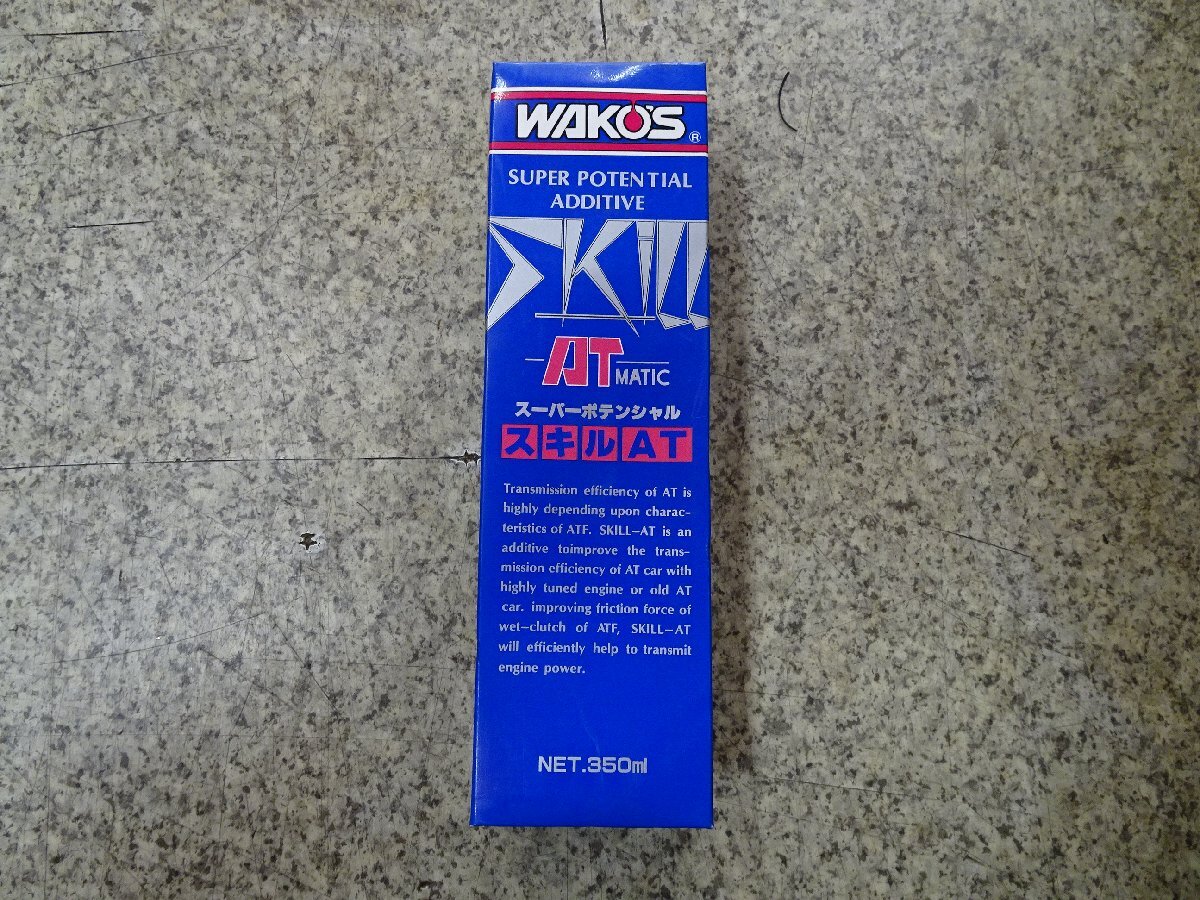 WAKO'S®
SUPER POTENTIAL
ADDITIVE
SKILL
AT MATIC
スーパーポテンシャル
スキルAT
Transmission efficiency of AT is
highly depending upon charac-
teristics of ATF. SKILL-AT is an
additive toimprove the trans-
mission efficiency of AT car with
highly tuned engine or old AT
car. improving friction force of
wet-clutch of ATF, SKILL-AT
will efficiently help to transmit
engine power.
NET.350ml